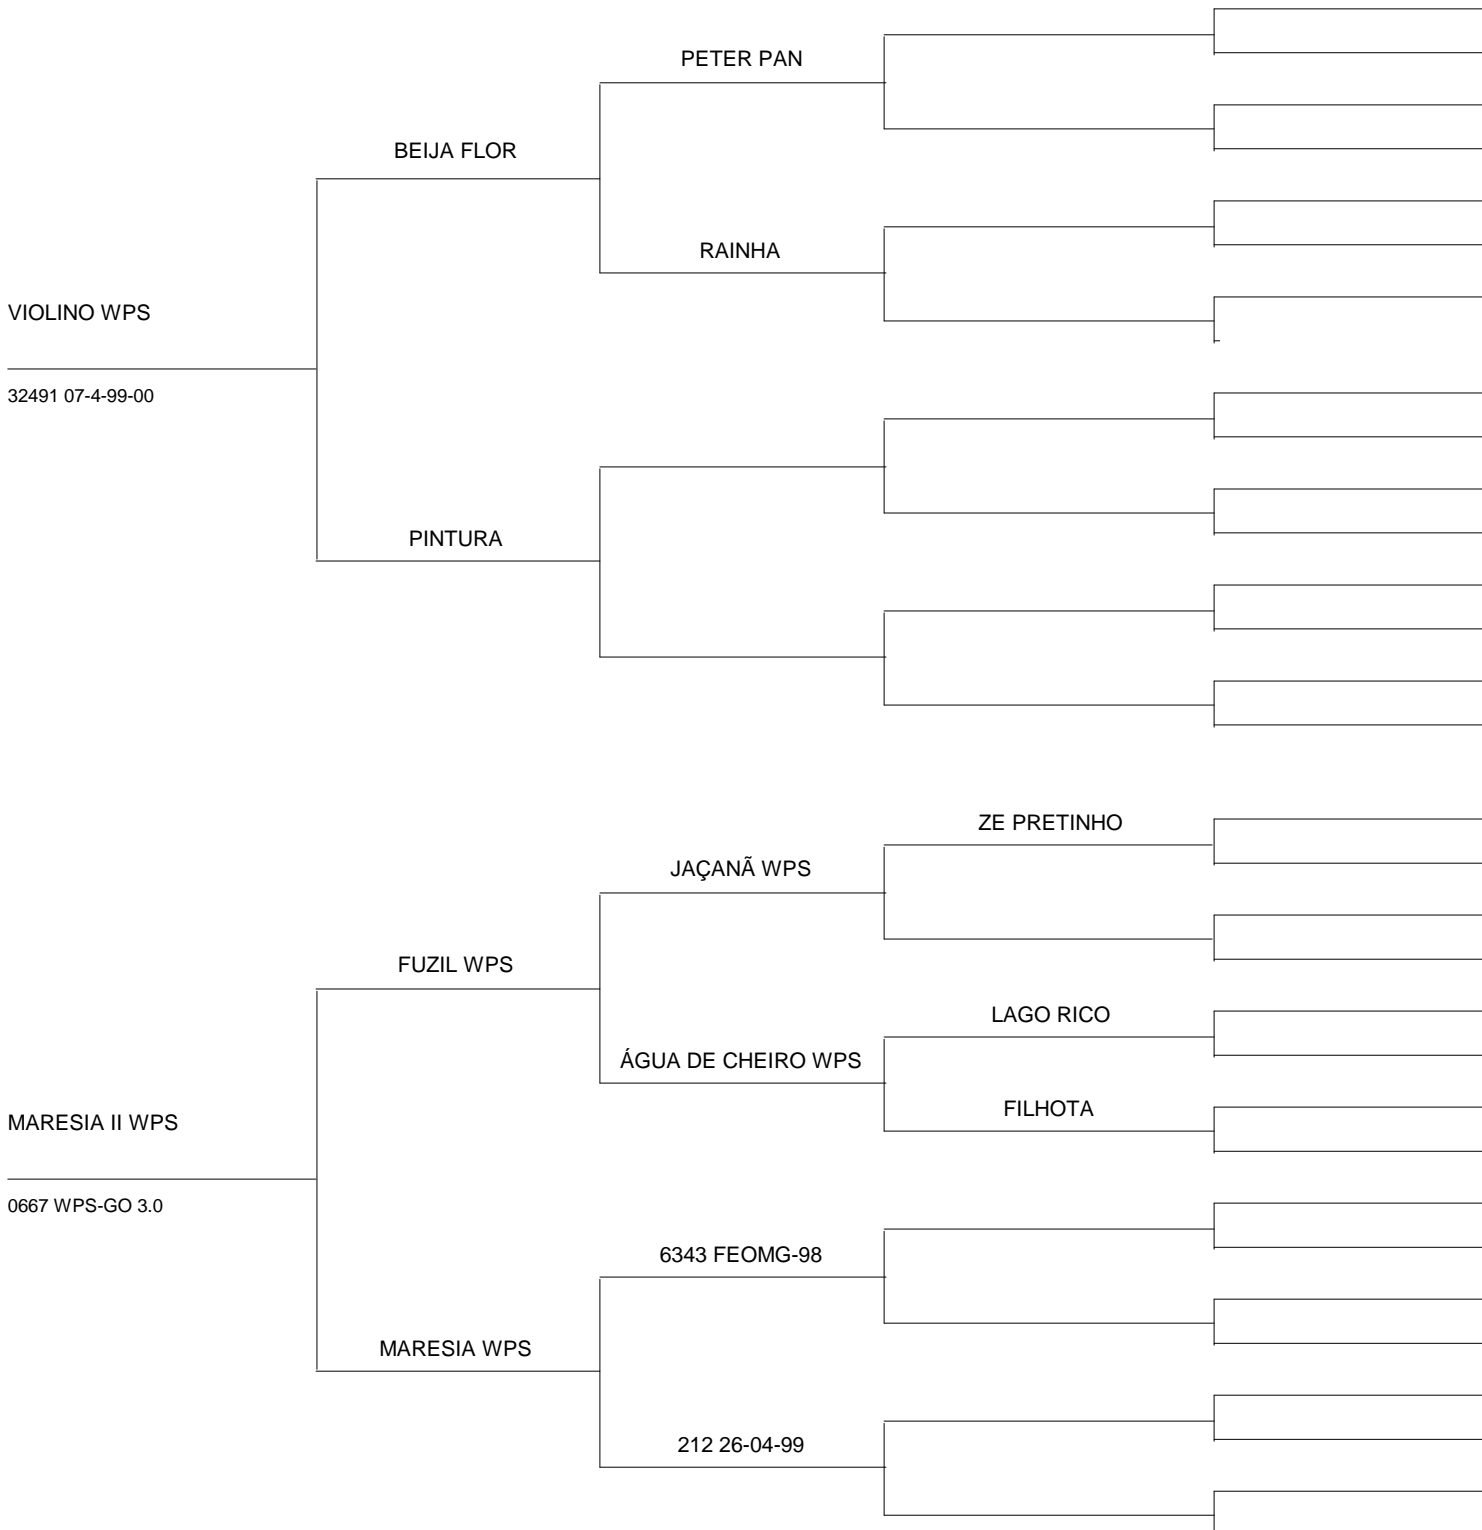 PETER PAN
BEIJA FLOR
RAINHA
VIOLINO WPS
32491 07-4-99-00
PINTURA
ZE PRETINHO
JAÇANÃ WPS
FUZIL WPS
LAGO RICO
ÁGUA DE CHEIRO WPS
FILHOTA
MARESIA II WPS
0667 WPS-GO 3.0
6343 FEOMG-98
MARESIA WPS
212 26-04-99